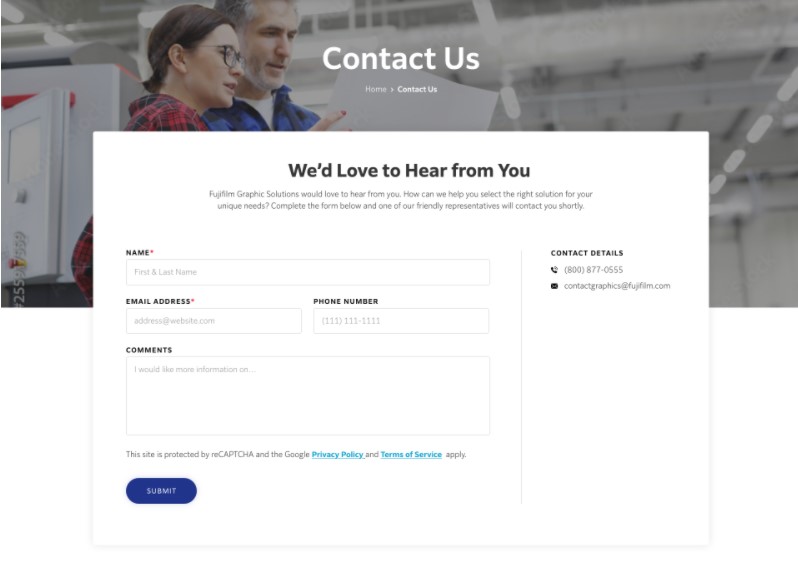 Contact Us
Home > Contact Us
We’d Love to Hear from You
Fujifilm Graphic Solutions would love to hear from you. How can we help you select the right solution for your
unique needs? Complete the form below and one of our friendly representatives will contact you shortly.
NAME*
First & Last Name
EMAIL ADDRESS*
PHONE NUMBER
address@website.com
(111) 111-1111
COMMENTS
I would like more information on...
This site is protected by reCAPTCHA and the Google Privacy Policy and Terms of Service apply.
SUBMIT
CONTACT DETAILS
(800) 877-0555
contactgraphics@fujifilm.com